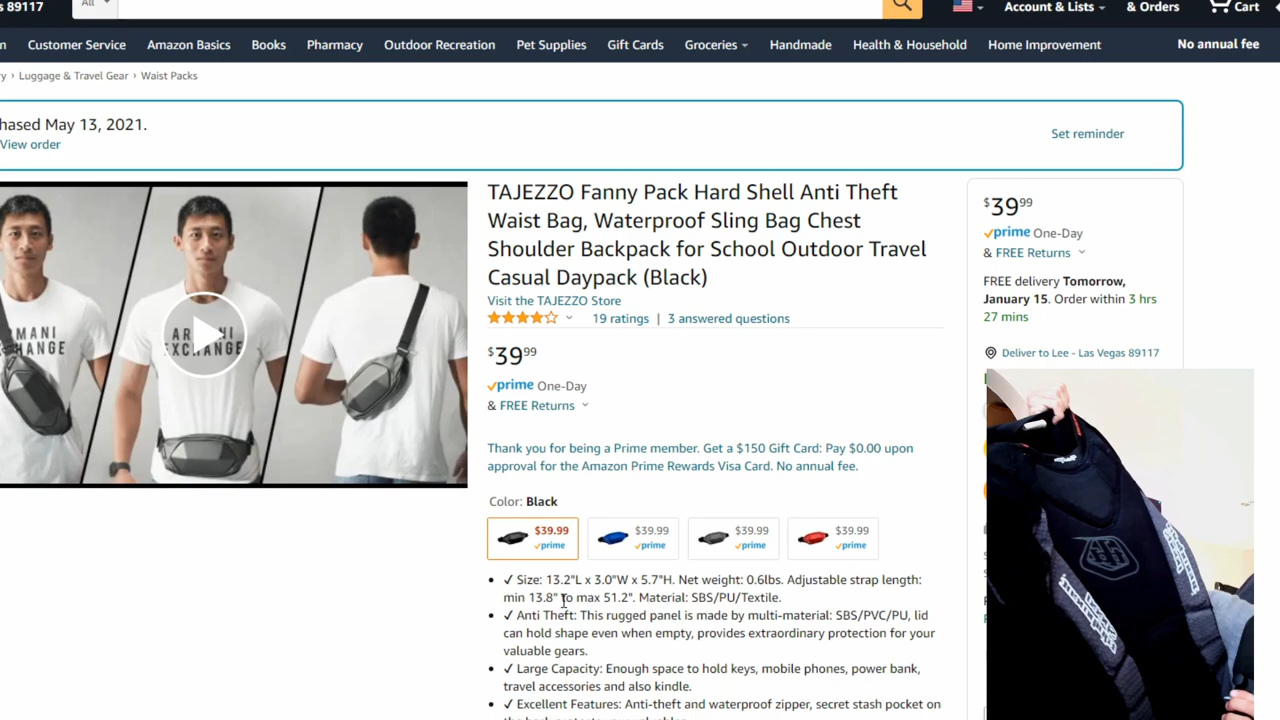 s 89117
All
Account & Lists
& Orders
Cart
Customer Service
Amazon Basics
Books
Pharmacy
Outdoor Recreation
Pet Supplies
Gift Cards
Groceries
Handmade
Health & Household
Home Improvement
No annual fee
y › Luggage & Travel Gear › Waist Packs
hased May 13, 2021.
View order
Set reminder
ARMANI
EXCHANGE
TAJEZZO Fanny Pack Hard Shell Anti Theft
Waist Bag, Waterproof Sling Bag Chest
Shoulder Backpack for School Outdoor Travel
Casual Daypack (Black)
Visit the TAJEZZO Store
19 ratings | 3 answered questions
$39.99
prime One-Day
& FREE Returns
Thank you for being a Prime member. Get a $150 Gift Card: Pay $0.00 upon
approval for the Amazon Prime Rewards Visa Card. No annual fee.
Color: Black
$39.99
prime
$39.99
prime
$39.99
prime
$39.99
prime
• ✓ Size: 13.2"L x 3.0"W x 5.7"H. Net weight: 0.6lbs. Adjustable strap length:
min 13.8" to max 51.2". Material: SBS/PU/Textile.
• ✓ Anti Theft: This rugged panel is made by multi-material: SBS/PVC/PU, lid
can hold shape even when empty, provides extraordinary protection for your
valuable gears.
• ✓ Large Capacity: Enough space to hold keys, mobile phones, power bank,
travel accessories and also kindle.
• ✓ Excellent Features: Anti-theft and waterproof zipper, secret stash pocket on
$39.99
prime One-Day
& FREE Returns
FREE delivery Tomorrow,
January 15. Order within 3 hrs
27 mins
Deliver to Lee - Las Vegas 89117